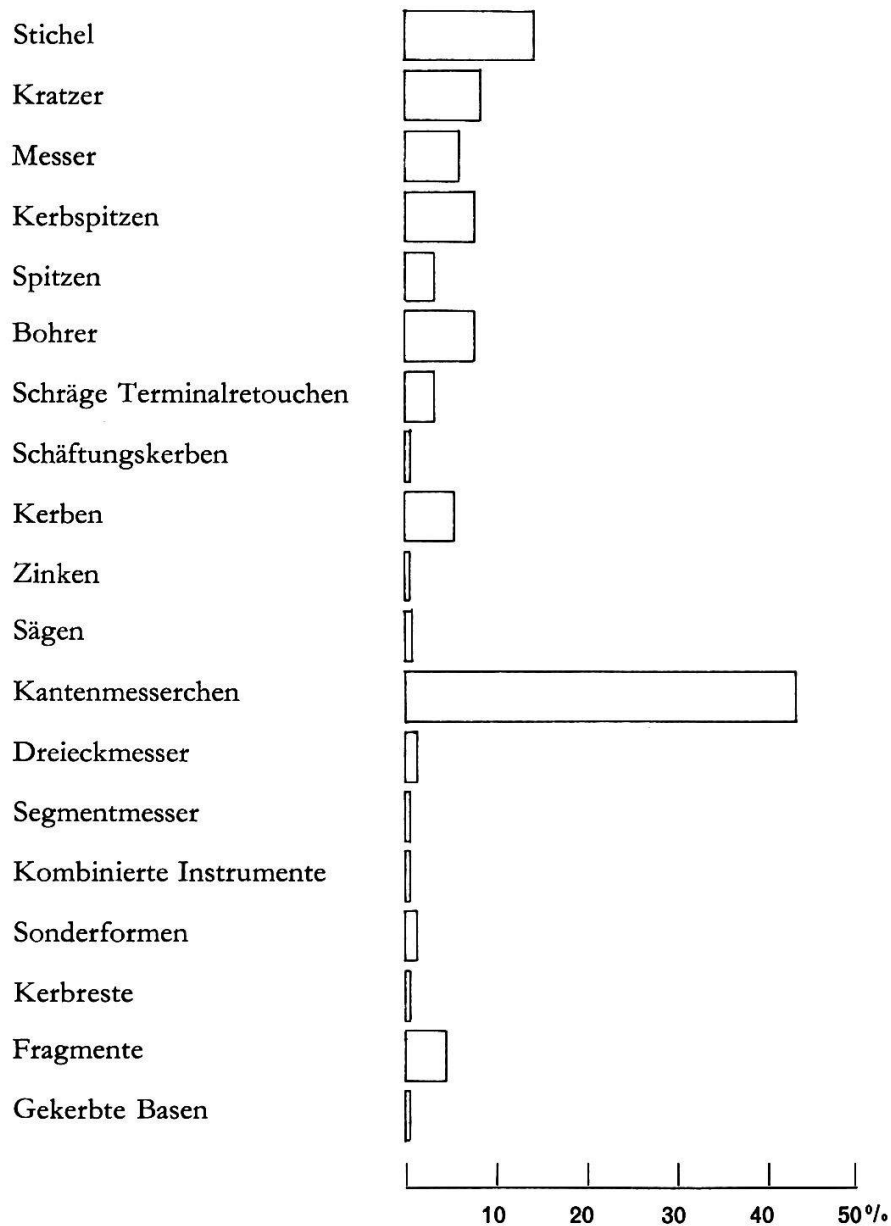 Stichel
Kratzer
Messer
Kerbspitzen
Spitzen
Bohrer
Schräge Terminalretouchen
Schäftungskerben
Kerben
Zinken
Sägen
Kantenmesserchen
Dreieckmesser
Segmentmesser
Kombinierte Instrumente
Sonderformen
Kerbreste
Fragmente
Gekerbte Basen
10 20 30 40 50%